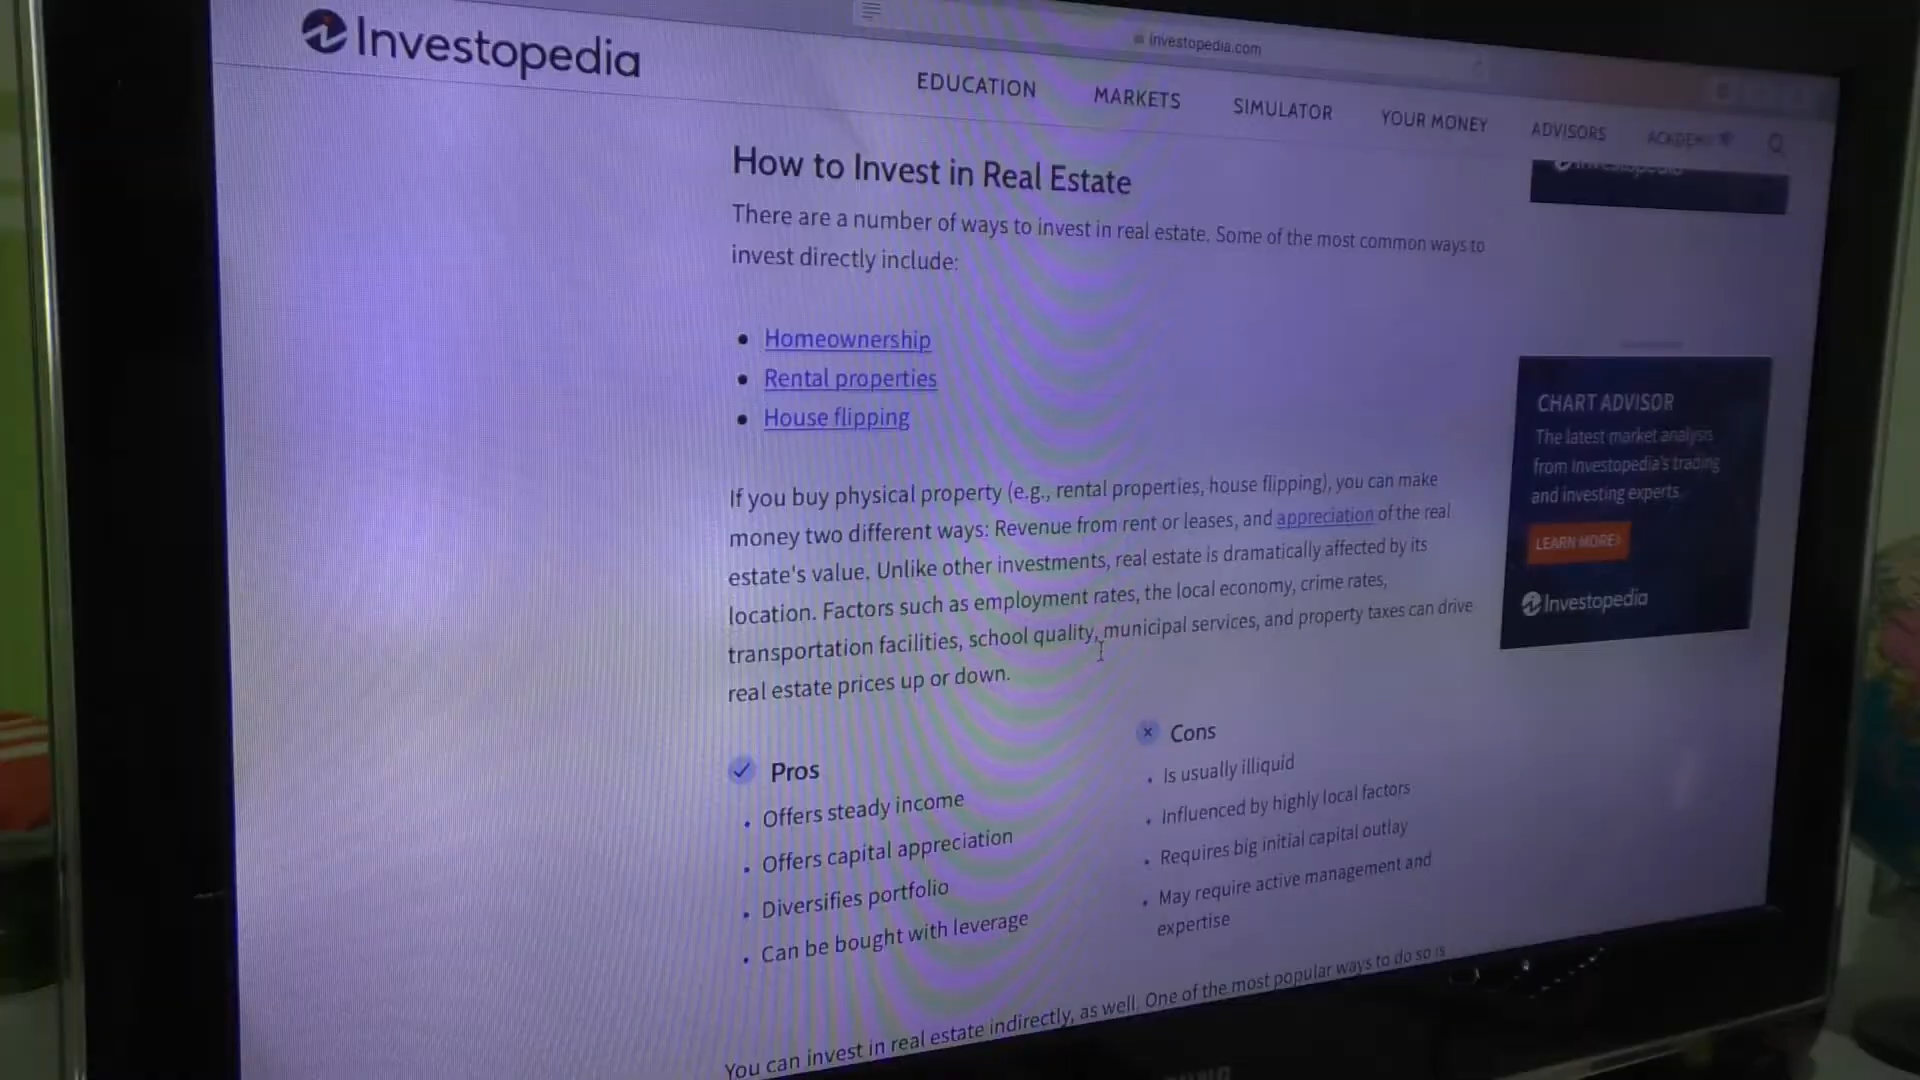 Investopedia
investopedia.com
EDUCATION MARKETS SIMULATOR YOUR MONEY ADVISORS ACADEMY
How to Invest in Real Estate
There are a number of ways to invest in real estate. Some of the most common ways to
invest directly include:
• Homeownership
• Rental properties
• House flipping
If you buy physical property (e.g., rental properties, house flipping), you can make
money two different ways: Revenue from rent or leases, and appreciation of the real
estate's value. Unlike other investments, real estate is dramatically affected by its
location. Factors such as employment rates, the local economy, crime rates,
transportation facilities, school quality, municipal services, and property taxes can drive
real estate prices up or down.
Pros
• Offers steady income
• Offers capital appreciation
• Diversifies portfolio
• Can be bought with leverage
Cons
• Is usually illiquid
• Influenced by highly local factors
• Requires big initial capital outlay
• May require active management and
expertise
You can invest in real estate indirectly, as well. One of the most popular ways to do so is
Investopedia
CHART ADVISOR
The latest market analysis
from Investopedia's trading
and investing experts
LEARN MORE
Investopedia